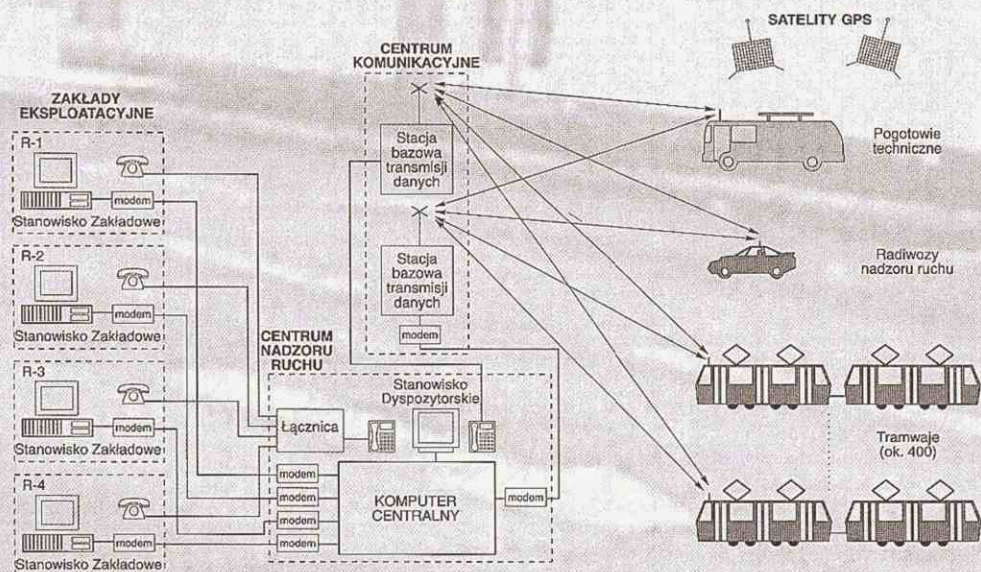 ZAKŁADY
EKSPLOATACYJNE
R-1
modem
Stanowisko Zakładowe
R-2
modem
Stanowisko Zakładowe
R-3
modem
Stanowisko Zakładowe
R-4
modem
Stanowisko Zakładowe
CENTRUM
KOMUNIKACYJNE
Stacja
bazowa
transmisji
danych
Stacja
bazowa
transmisji
danych
modem
CENTRUM
NADZORU
RUCHU
Stanowisko
Dyspozytorskie
Łącznica
modem
modem
modem
modem
KOMPUTER
CENTRALNY
modem
SATELITY GPS
Pogotowie
techniczne
Radiwozy
nadzoru ruchu
Tramwaje
(ok. 400)